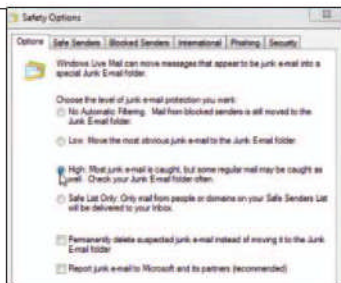 Safety Options
Options Safe Senders Blocked Senders International Phishing Security
Windows Live Mail can move messages that appear to be junk e-mail into a
special Junk E-mail folder.
Choose the level of junk e-mail protection you want:
No Automatic Filtering. Mail from blocked senders is still moved to the
Junk E-mail folder.
Low: Move the most obvious junk e-mail to the Junk E-mail folder.
High: Most junk e-mail is caught, but some regular mail may be caught as
well. Check your Junk E-mail folder often.
Safe List Only: Only mail from people or domains on your Safe Senders List
will be delivered to your Inbox.
Permanently delete suspected junk e-mail instead of moving it to the Junk
E-mail folder
Report junk e-mail to Microsoft and its partners (recommended)